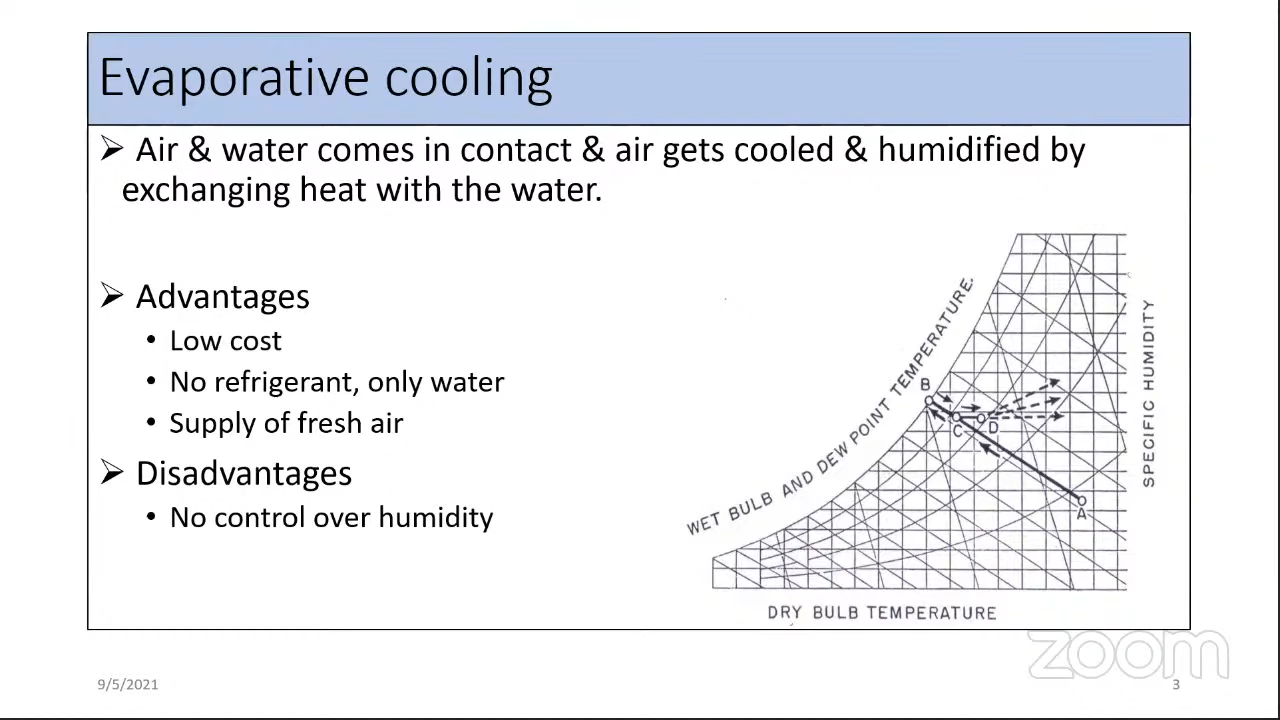 Evaporative cooling
➢ Air & water comes in contact & air gets cooled & humidified by
exchanging heat with the water.
➢ Advantages
• Low cost
• No refrigerant, only water
• Supply of fresh air
➢ Disadvantages
• No control over humidity
WET BULB AND DEW POINT TEMPERATURE.
SPECIFIC HUMIDITY
B
C
D
A
DRY BULB TEMPERATURE
zoom
9/5/2021
3